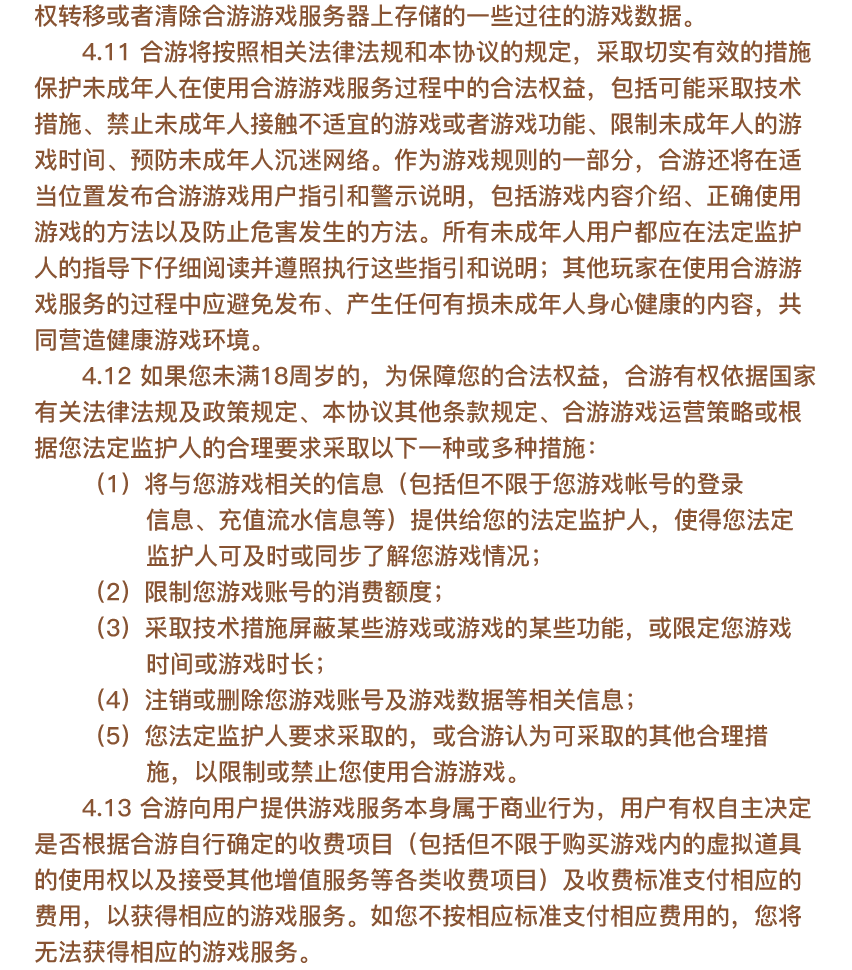 权转移或者清除合游游戏服务器上存储的一些过往的游戏数据。
4.11 合游将按照相关法律法规和本协议的规定，采取切实有效的措施
保护未成年人在使用合游游戏服务过程中的合法权益，包括可能采取技术
措施、禁止未成年人接触不适宜的游戏或者游戏功能、限制未成年人的游
戏时间、预防未成年人沉迷网络。作为游戏规则的一部分，合游还将在适
当位置发布合游游戏用户指引和警示说明，包括游戏内容介绍、正确使用
游戏的方法以及防止危害发生的方法。所有未成年人用户都应在法定监护
人的指导下仔细阅读并遵照执行这些指引和说明；其他玩家在使用合游游
戏服务的过程中应避免发布、产生任何有损未成年人身心健康的内容，共
同营造健康游戏环境。
4.12 如果您未满18周岁的，为保障您的合法权益，合游有权依据国家
有关法律法规及政策规定、本协议其他条款规定、合游游戏运营策略或根
据您法定监护人的合理要求采取以下一种或多种措施：
（1）将与您游戏相关的信息（包括但不限于您游戏帐号的登录
信息、充值流水信息等）提供给您的法定监护人，使得您法定
监护人可及时或同步了解您游戏情况；
（2）限制您游戏账号的消费额度；
（3）采取技术措施屏蔽某些游戏或游戏的某些功能，或限定您游戏
时间或游戏时长；
（4）注销或删除您游戏账号及游戏数据等相关信息；
（5）您法定监护人要求采取的，或合游认为可采取的其他合理措
施，以限制或禁止您使用合游游戏。
4.13 合游向用户提供游戏服务本身属于商业行为，用户有权自主决定
是否根据合游自行确定的收费项目（包括但不限于购买游戏内的虚拟道具
的使用权以及接受其他增值服务等各类收费项目）及收费标准支付相应的
费用，以获得相应的游戏服务。如您不按相应标准支付相应费用的，您将
无法获得相应的游戏服务。